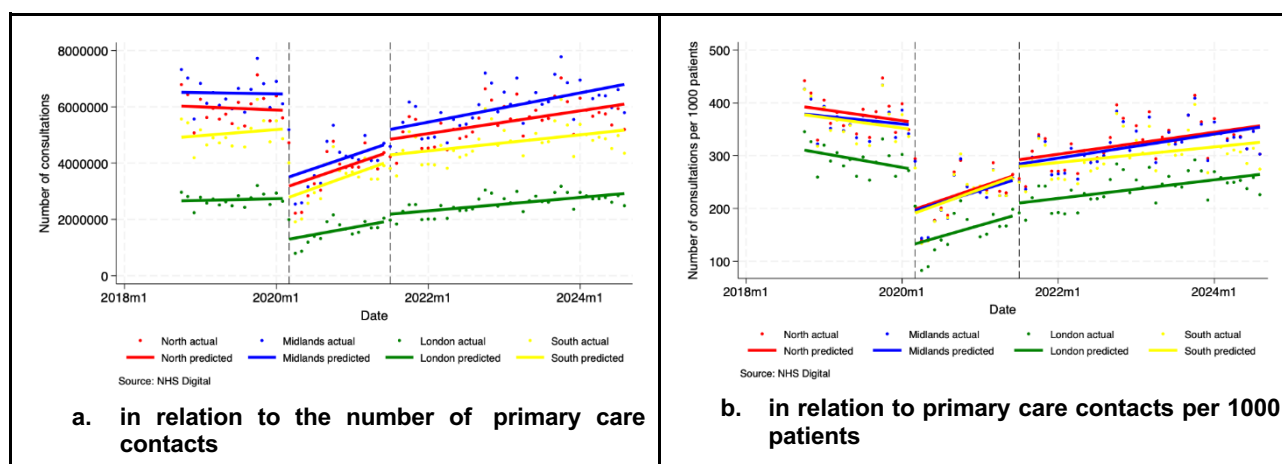 8000000
6000000
4000000
2000000
0
Number of consultations
2018m1 2020m1 2022m1 2024m1
Date
North actual Midlands actual London actual South actual
North predicted Midlands predicted London predicted South predicted
Source: NHS Digital
a. in relation to the number of primary care
contacts
500
400
300
200
100
Number of consultations per 1000 patients
2018m1 2020m1 2022m1 2024m1
Date
North actual Midlands actual London actual South actual
North predicted Midlands predicted London predicted South predicted
Source: NHS Digital
b. in relation to primary care contacts per 1000
patients